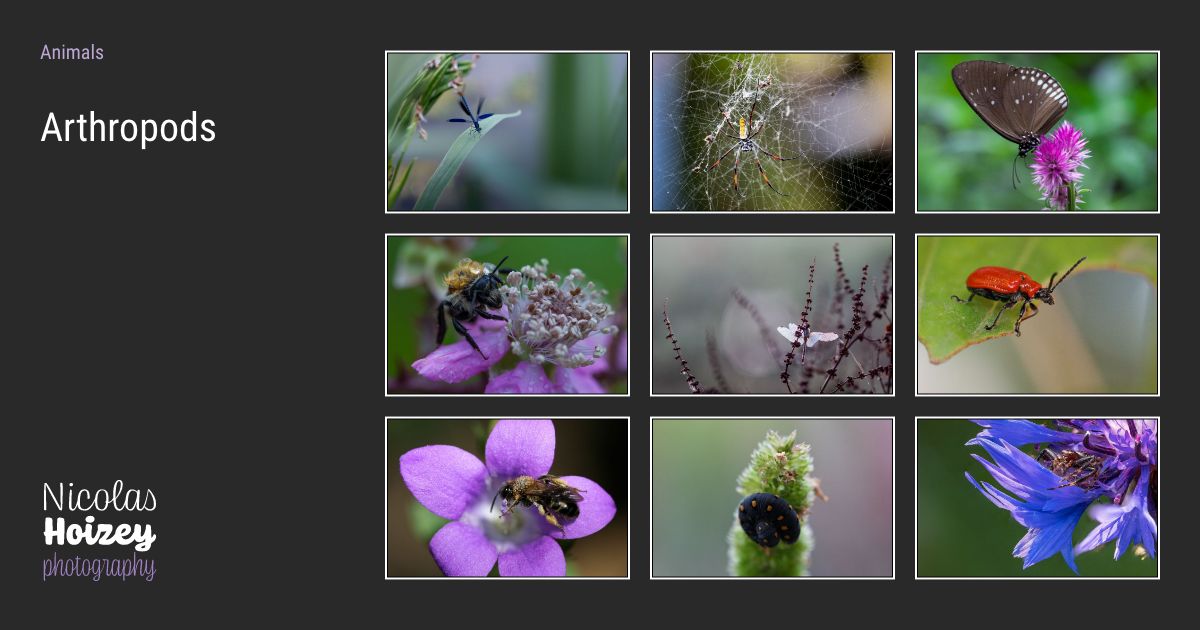 Animals
Arthropods
Nicolas
Hoizey
photography